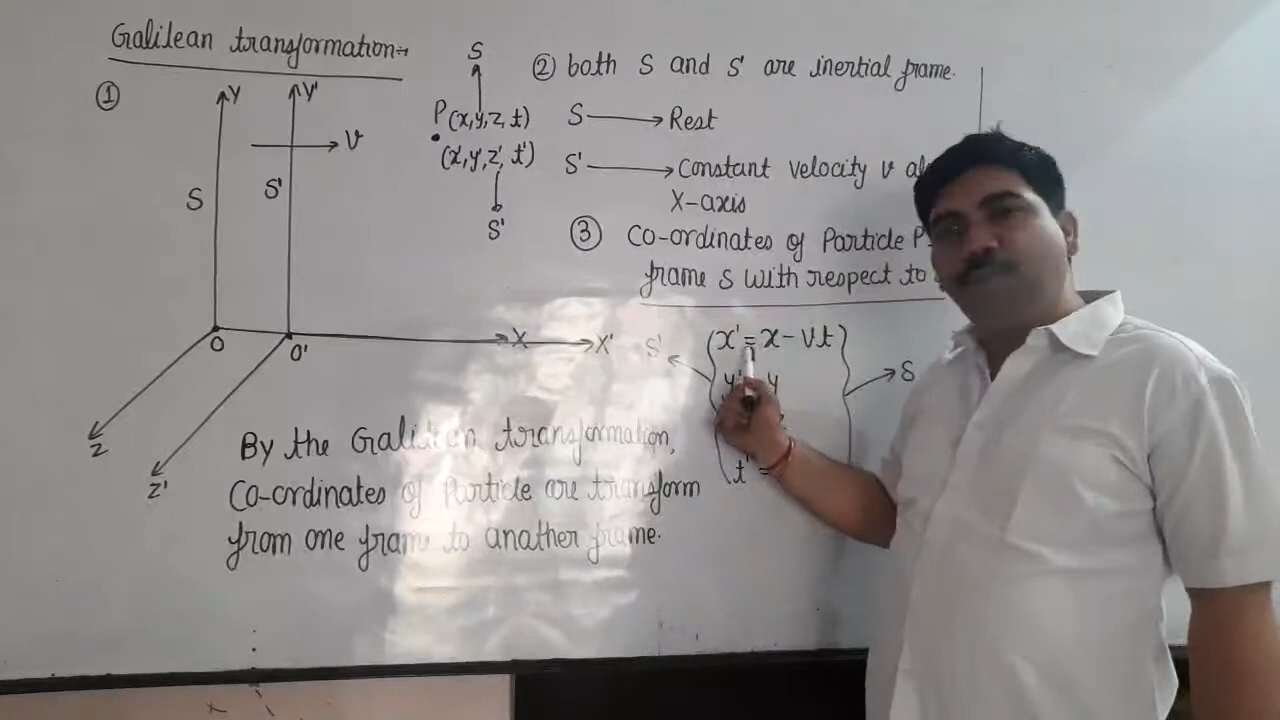 Galilean transformation:-
①
Y
Y'
V
S
S'
O
O'
X
X'
Z
Z'
S
P(x,y,z,t)
(x',y',z',t')
S'
② both S and S' are inertial frame.
S → Rest
S' → Constant velocity v
X-axis
③ Co-ordinates of Particle P
frame S with respect to
S'
x' = x - vt
y' y
t' =
S
By the Galilean transformation,
Co-ordinates of Particle are transform
from one frame to anather frame.